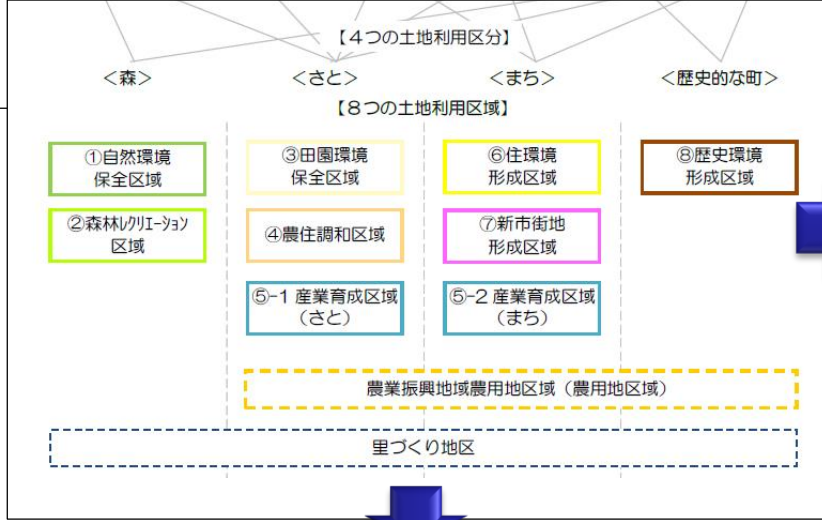 【4つの土地利用区分】
＜森＞ ＜さと＞ ＜まち＞ ＜歴史的な町＞
【8つの土地利用区域】
①自然環境
保全区域
③田園環境
保全区域
⑥住環境
形成区域
⑧歴史環境
形成区域
②森林ﾚｸﾘｴｰｼｮﾝ
区域
④農住調和区域
⑦新市街地
形成区域
⑤-1 産業育成区域
（さと）
⑤-2 産業育成区域
（まち）
農業振興地域農用地区域（農用地区域）
里づくり地区